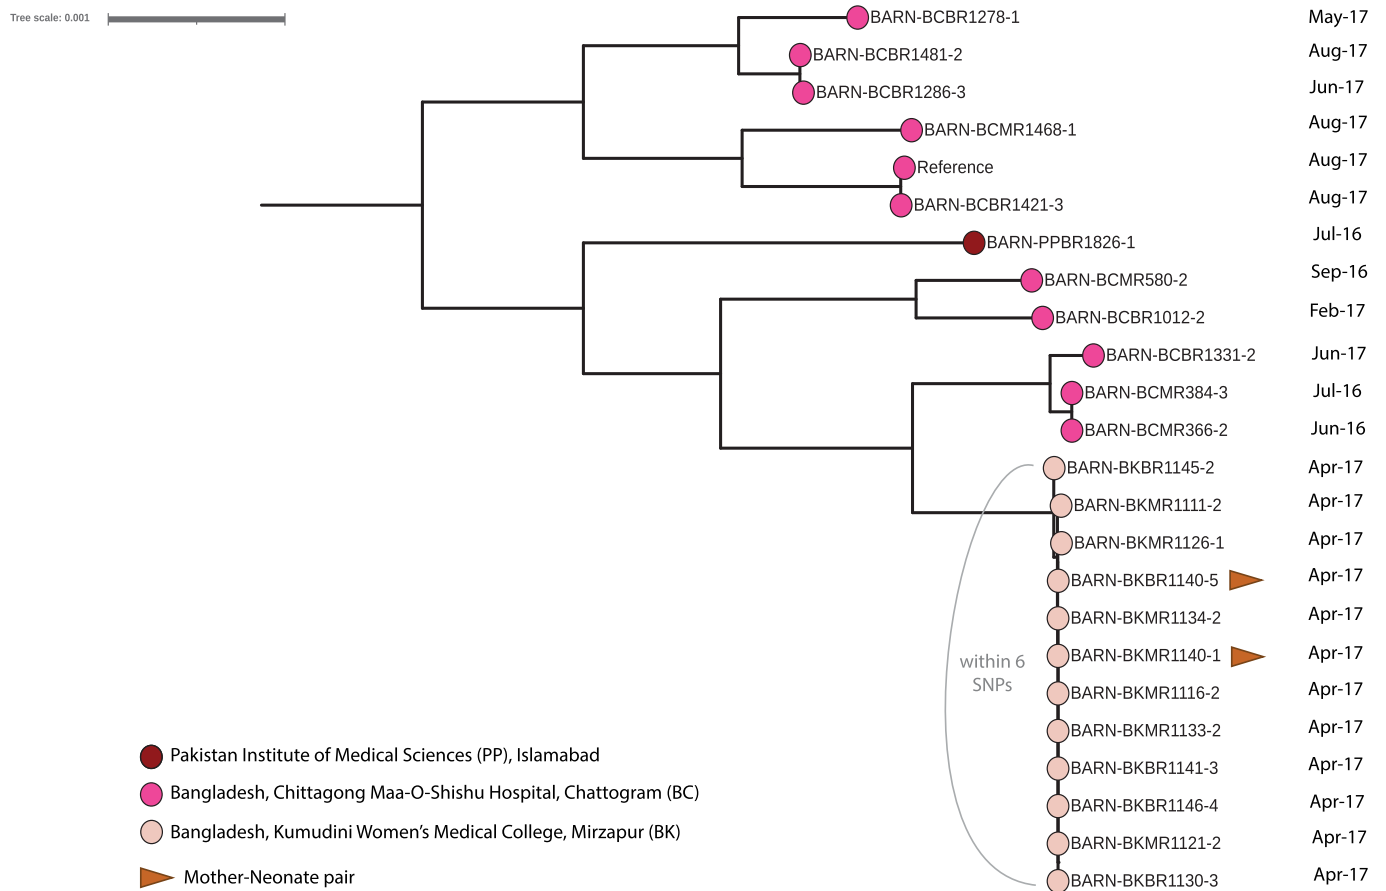 Tree scale: 0.001
BARN-BCBR1278-1 May-17
BARN-BCBR1481-2 Aug-17
BARN-BCBR1286-3 Jun-17
BARN-BCMR1468-1 Aug-17
Reference Aug-17
BARN-BCBR1421-3 Aug-17
BARN-PPBR1826-1 Jul-16
BARN-BCMR580-2 Sep-16
BARN-BCBR1012-2 Feb-17
BARN-BCBR1331-2 Jun-17
BARN-BCMR384-3 Jul-16
BARN-BCMR366-2 Jun-16
BARN-BKBR1145-2 Apr-17
BARN-BKMR1111-2 Apr-17
BARN-BKMR1126-1 Apr-17
BARN-BKBR1140-5 Apr-17
BARN-BKMR1134-2 Apr-17
BARN-BKMR1140-1 Apr-17
within 6
SNPs
BARN-BKMR1116-2 Apr-17
BARN-BKMR1133-2 Apr-17
BARN-BKBR1141-3 Apr-17
BARN-BKBR1146-4 Apr-17
BARN-BKMR1121-2 Apr-17
BARN-BKBR1130-3 Apr-17
Pakistan Institute of Medical Sciences (PP), Islamabad
Bangladesh, Chittagong Maa-O-Shishu Hospital, Chattogram (BC)
Bangladesh, Kumudini Women's Medical College, Mirzapur (BK)
Mother-Neonate pair